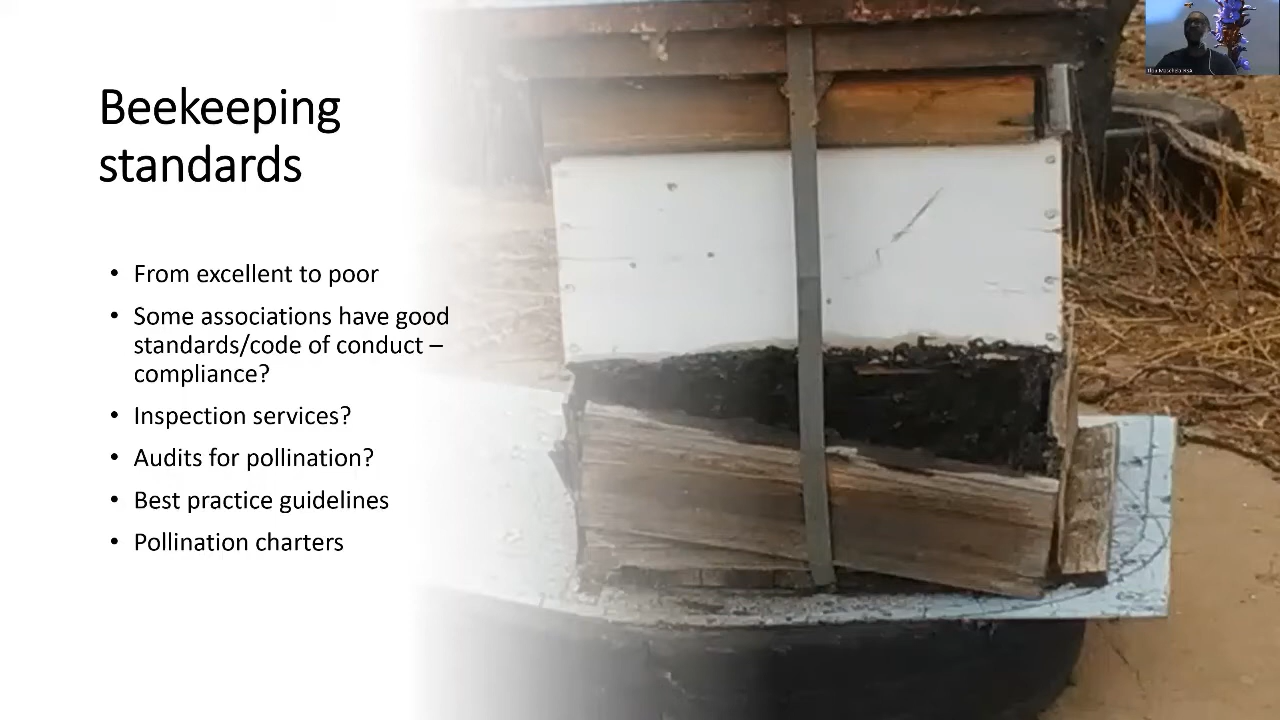 Beekeeping
standards
• From excellent to poor
• Some associations have good
standards/code of conduct –
compliance?
• Inspection services?
• Audits for pollination?
• Best practice guidelines
• Pollination charters